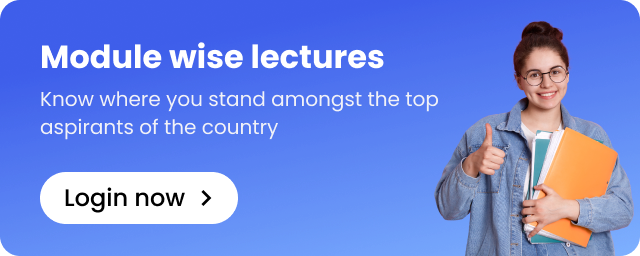 Module wise lectures
Know where you stand amongst the top
aspirants of the country
Login now